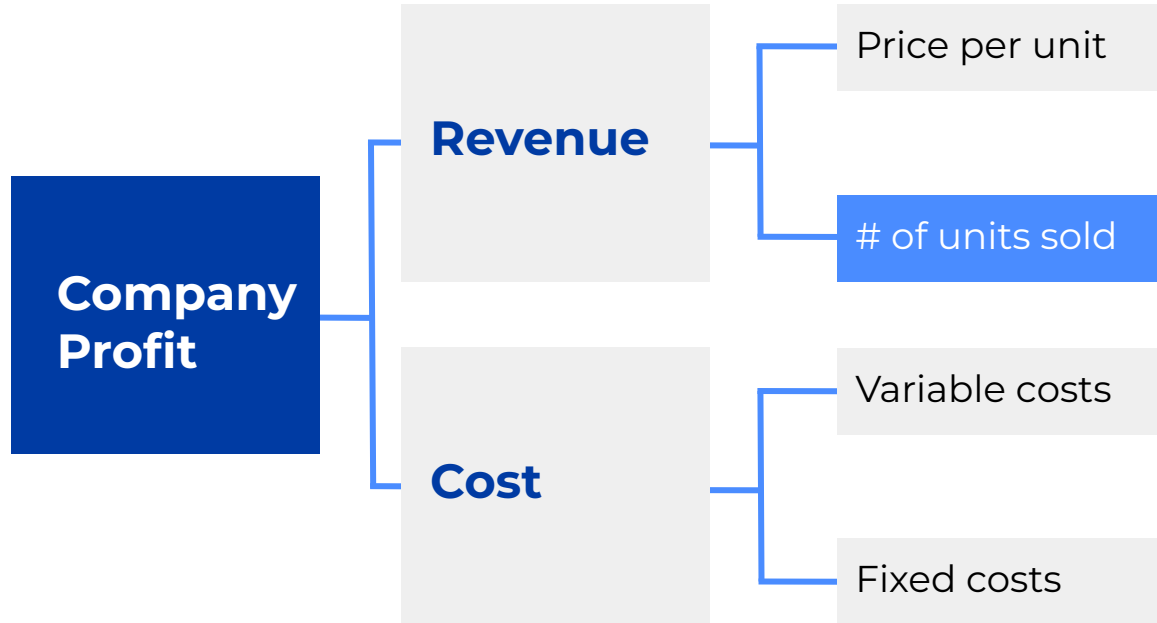 Company
Profit
Revenue
Price per unit
# of units sold
Cost
Variable costs
Fixed costs